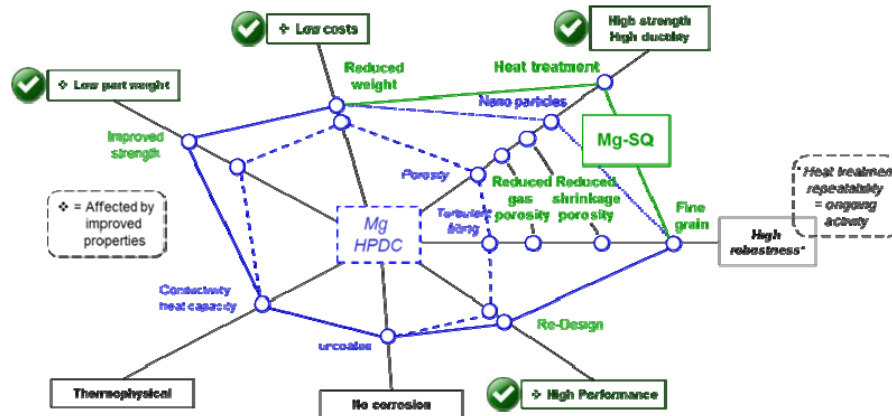 ❖ Low costs
High strength
High ductility
❖ Low part weight
Reduced
weight
Heat treatment
Nano particles
Improved
strength
Mg-SQ
Porosity
Reduced
gas
porosity
Reduced
shrinkage
porosity
* Heat treatment
repeatability
= ongoing
activity
❖ = Affected by
improved
properties
Mg
HPDC
Turbulent
filling
Fine
grain
High
robustness*
Conductivity
heat capacity
Re-Design
Thermophysical
No corrosion
❖ High Performance